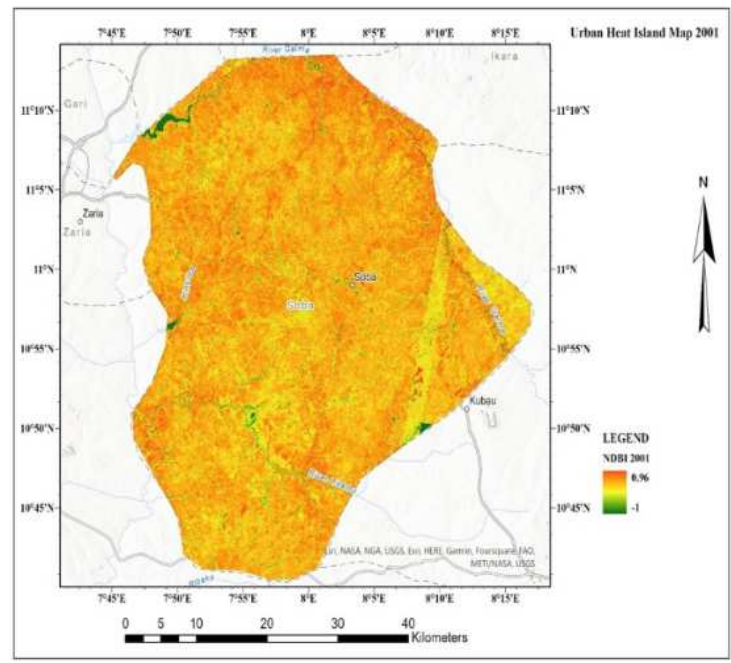 7°45'E 7°50'E 7°55'E 8°E 8°5'E 8°10'E 8°15'E
Urban Heat Island Map 2001
River Galma
Ikara
11°10'N 11°10'N
Gari
11°5'N 11°5'N
N
Zaria
Zaria
11°N 11°N
Soba
Soba
10°55'N 10°55'N
Kubau
10°50'N 10°50'N
LEGEND
NDBI 2001
0.96
-1
10°45'N 10°45'N
Esri, HERE, Garmin, Foursquare, FAO,
METI/NASA, USGS
7°45'E 7°50'E 7°55'E 8°E 8°5'E 8°10'E 8°15'E
0 5 10 20 30 40
Kilometers